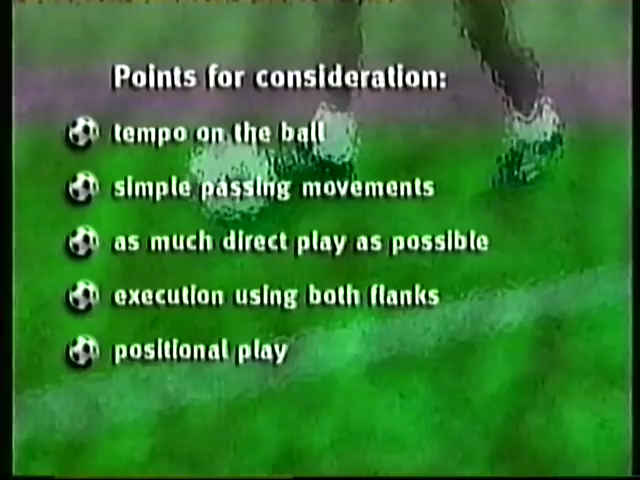 Points for consideration:
tempo on the ball
simple passing movements
as much direct play as possible
execution using both flanks
positional play